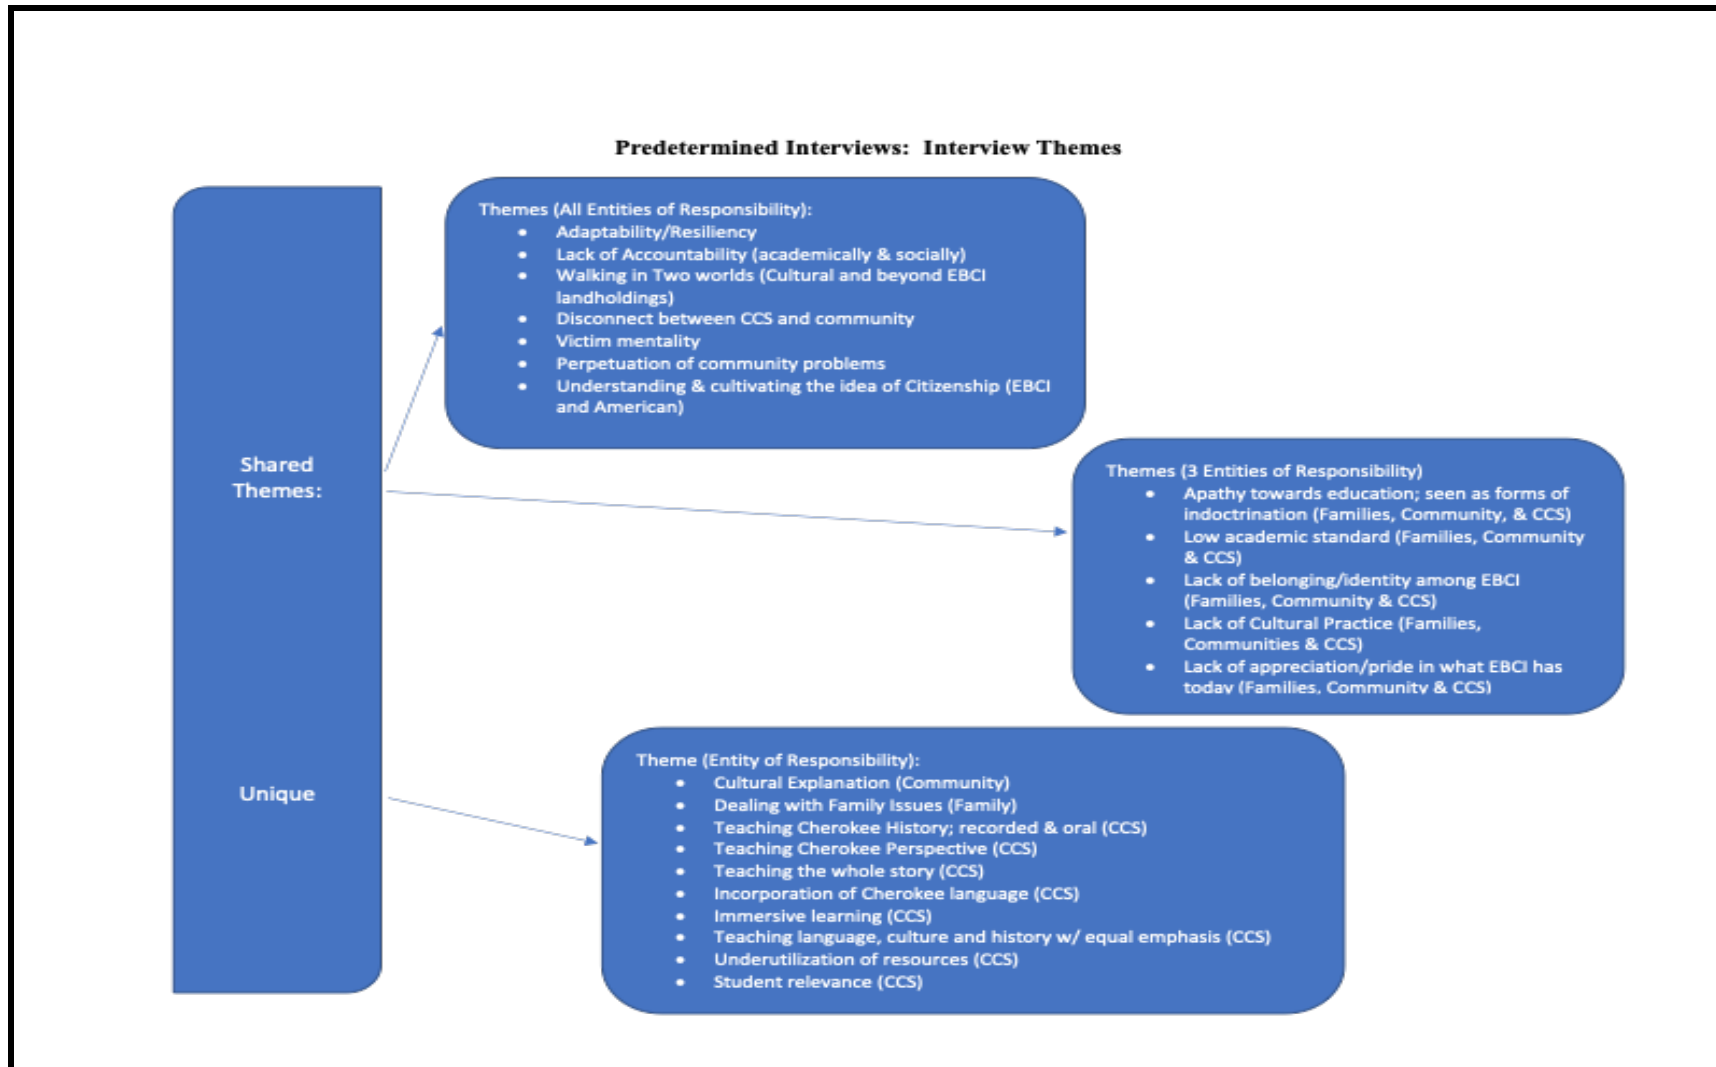 Predetermined Interviews:  Interview Themes
Shared
Themes:
Unique
Themes (All Entities of Responsibility):
• Adaptability/Resiliency
• Lack of Accountability (academically & socially)
• Walking in Two worlds (Cultural and beyond EBCI
landholdings)
• Disconnect between CCS and community
• Victim mentality
• Perpetuation of community problems
• Understanding & cultivating the idea of Citizenship (EBCI
and American)
Themes (3 Entities of Responsibility)
• Apathy towards education; seen as forms of
indoctrination (Families, Community, & CCS)
• Low academic standard (Families, Community
& CCS)
• Lack of belonging/identity among EBCI
(Families, Community & CCS)
• Lack of Cultural Practice (Families,
Communities & CCS)
• Lack of appreciation/pride in what EBCI has
today (Families, Community & CCS)
Theme (Entity of Responsibility):
• Cultural Explanation (Community)
• Dealing with Family Issues (Family)
• Teaching Cherokee History; recorded & oral (CCS)
• Teaching Cherokee Perspective (CCS)
• Teaching the whole story (CCS)
• Incorporation of Cherokee language (CCS)
• Immersive learning (CCS)
• Teaching language, culture and history w/ equal emphasis (CCS)
• Underutilization of resources (CCS)
• Student relevance (CCS)